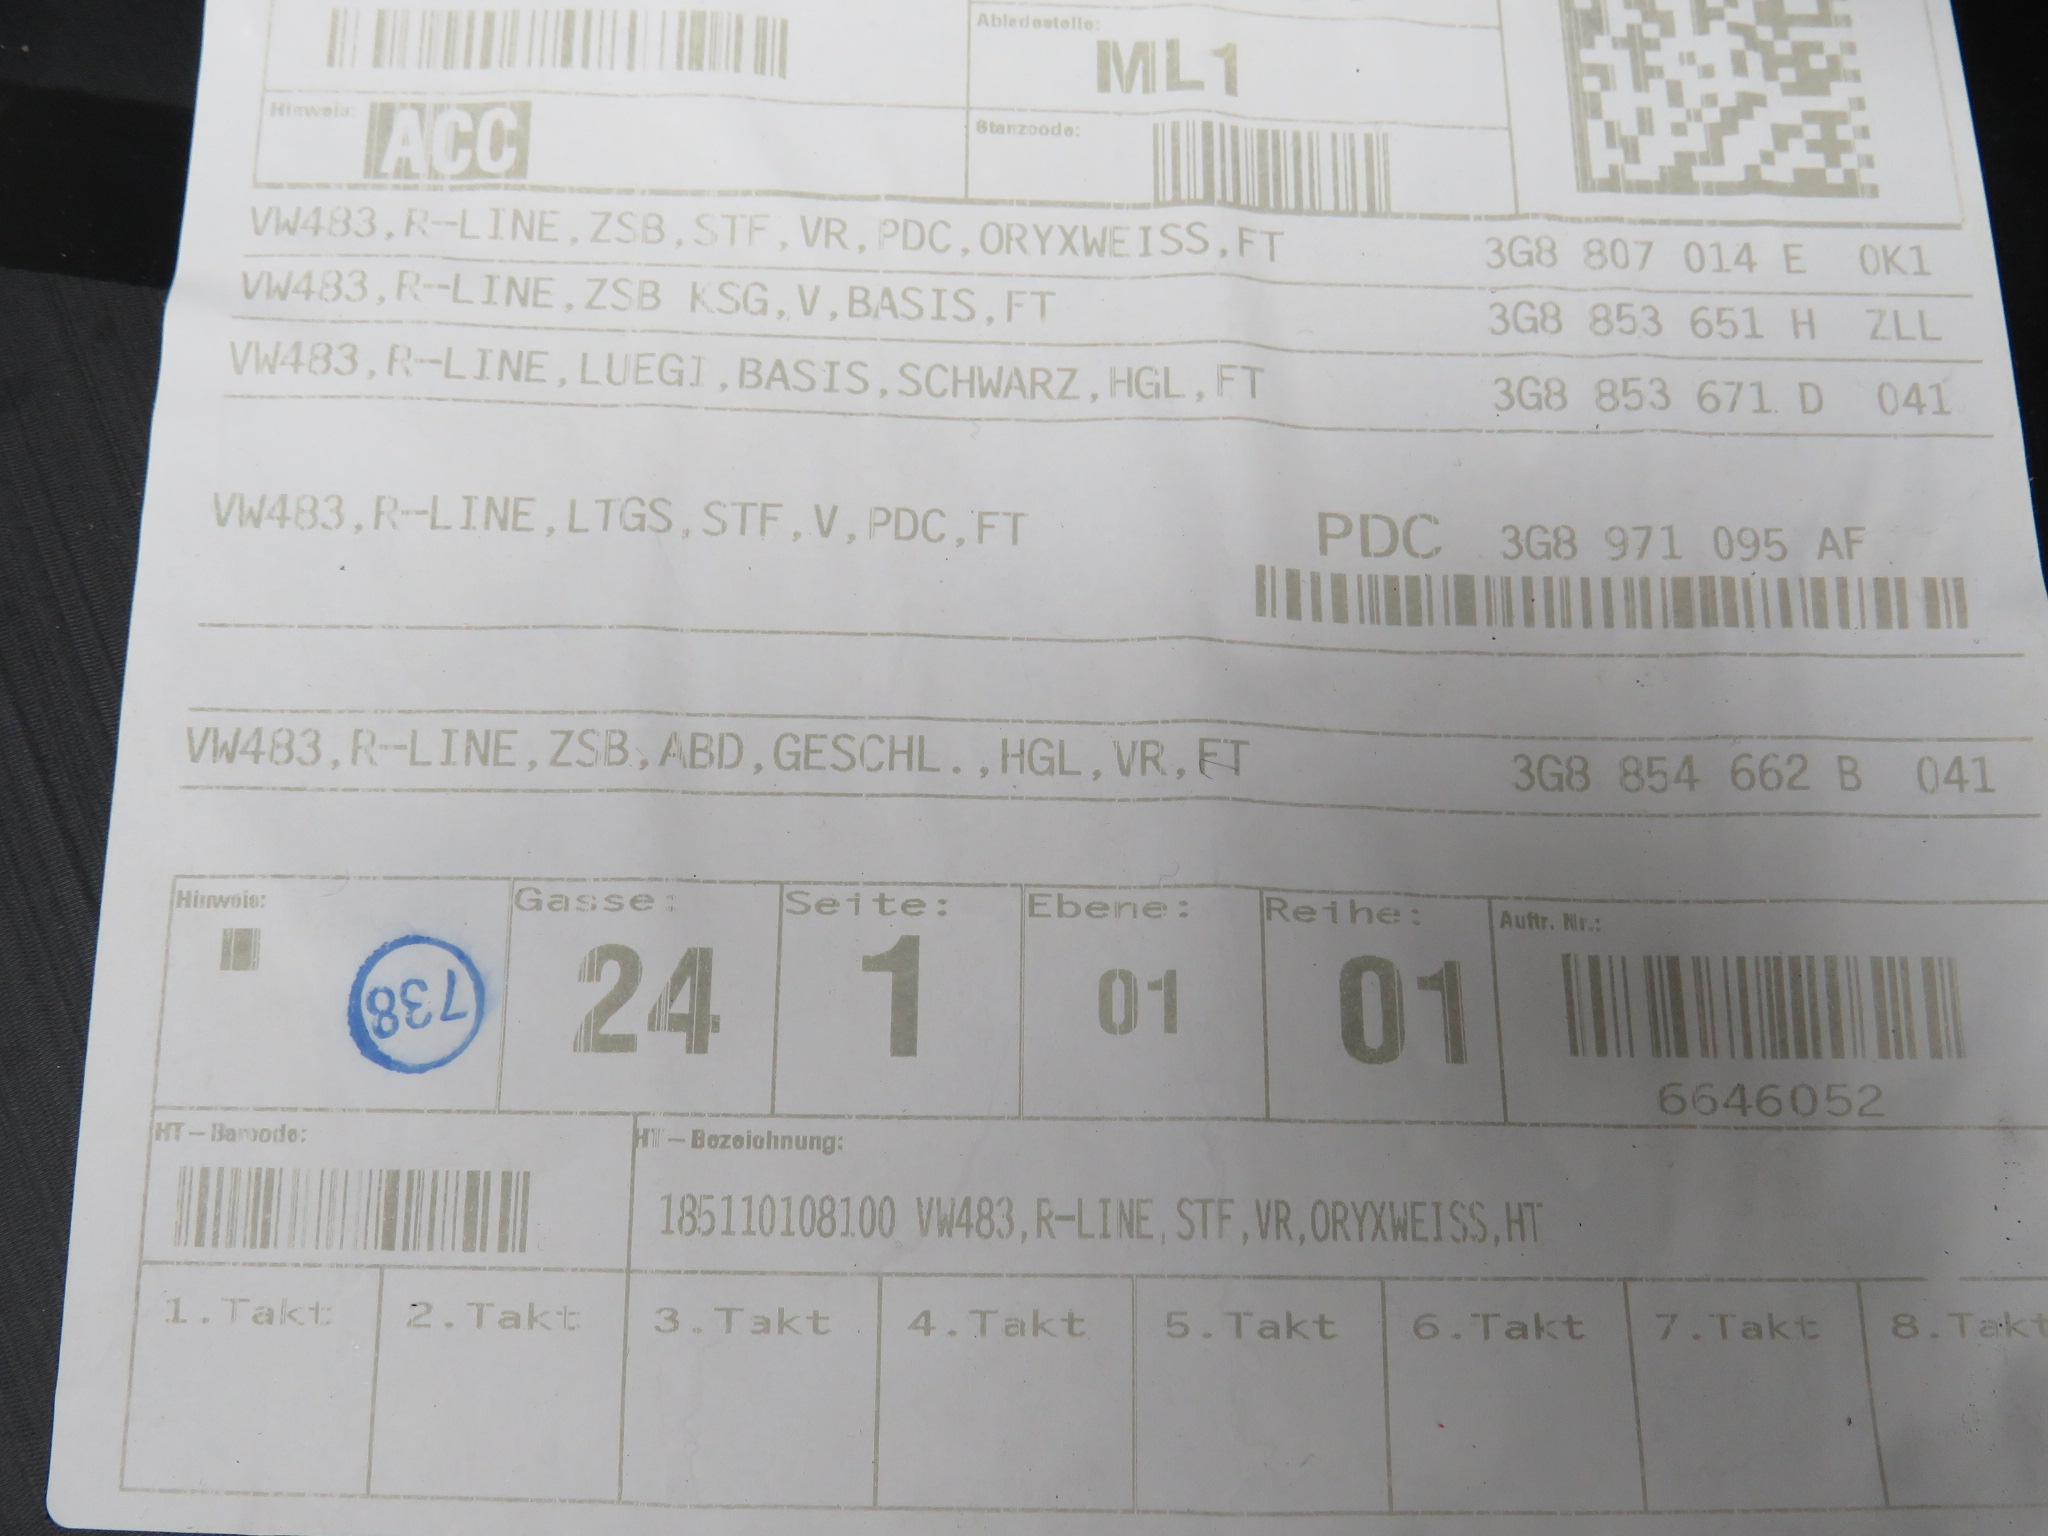 Abladestelle:
ML1
Hinweis:
ACC
Stanzcode:
VW483,R-LINE,ZSB,STF,VR,PDC,ORYXWEISS,FT 3G8 807 014 E 0K1
VW483,R-LINE,ZSB KSG,V,BASIS,FT 3G8 853 651 H ZLL
VW483,R-LINE,LUEGI,BASIS,SCHWARZ,HGL,FT 3G8 853 671 D 041
VW483,R-LINE,LTGS,STF,V,PDC,FT PDC 3G8 971 095 AF
VW483,R-LINE,ZSB,ABD,GESCHL.,HGL,VR,FT 3G8 854 662 B 041
Hinweis:
738
Gasse:
24
Seite:
1
Ebene:
01
Reihe:
01
Auftr. Nr.:
6646052
HT-Barcode:
HT-Bezeichnung:
185110108100 VW483,R-LINE,STF,VR,ORYXWEISS,HT
1.Takt 2.Takt 3.Takt 4.Takt 5.Takt 6.Takt 7.Takt 8.Takt